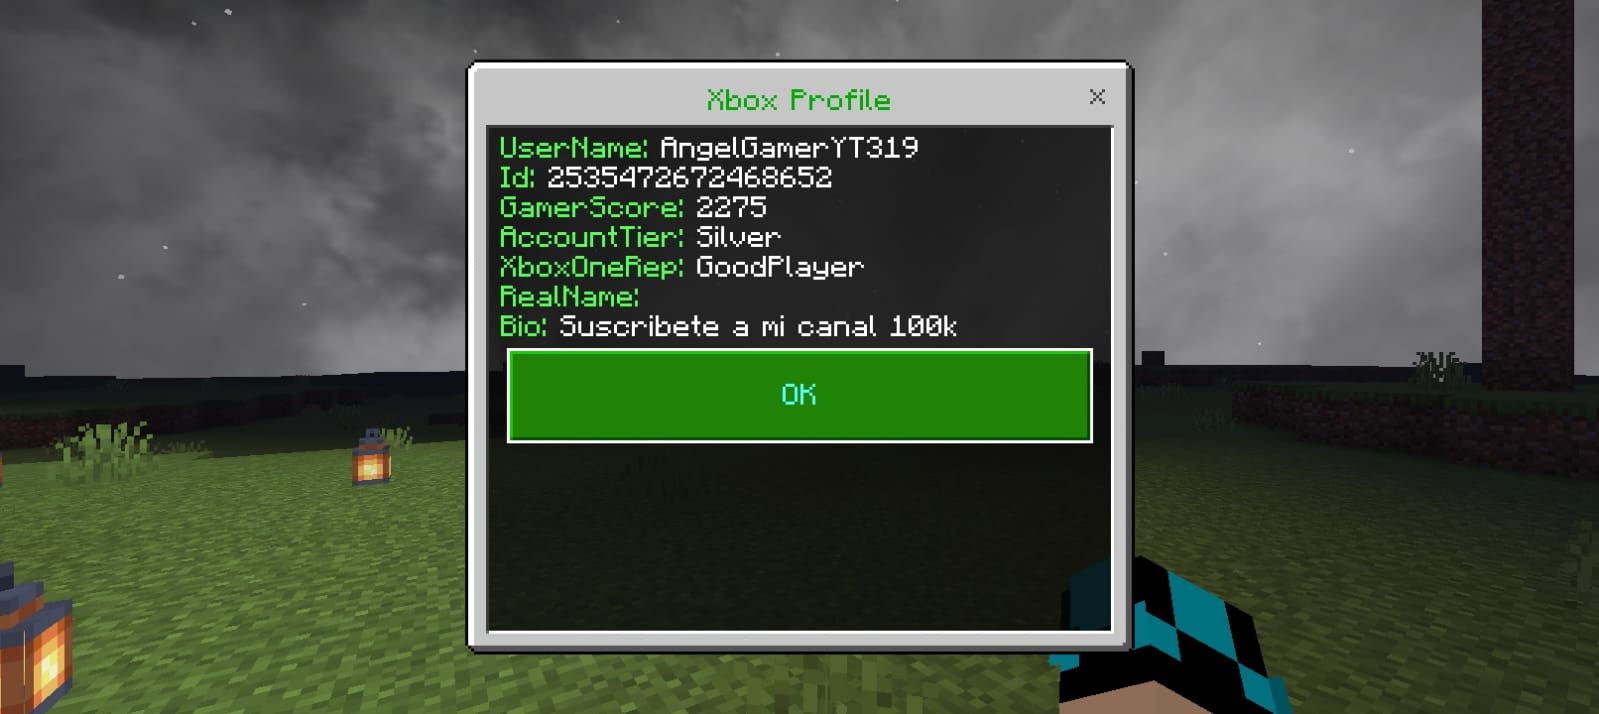 Xbox Profile
UserName: AngelGamerYT319
Id: 2535472672468652
GamerScore: 2275
AccountTier: Silver
XboxOneRep: GoodPlayer
RealName:
Bio: Suscribete a mi canal 100k
OK